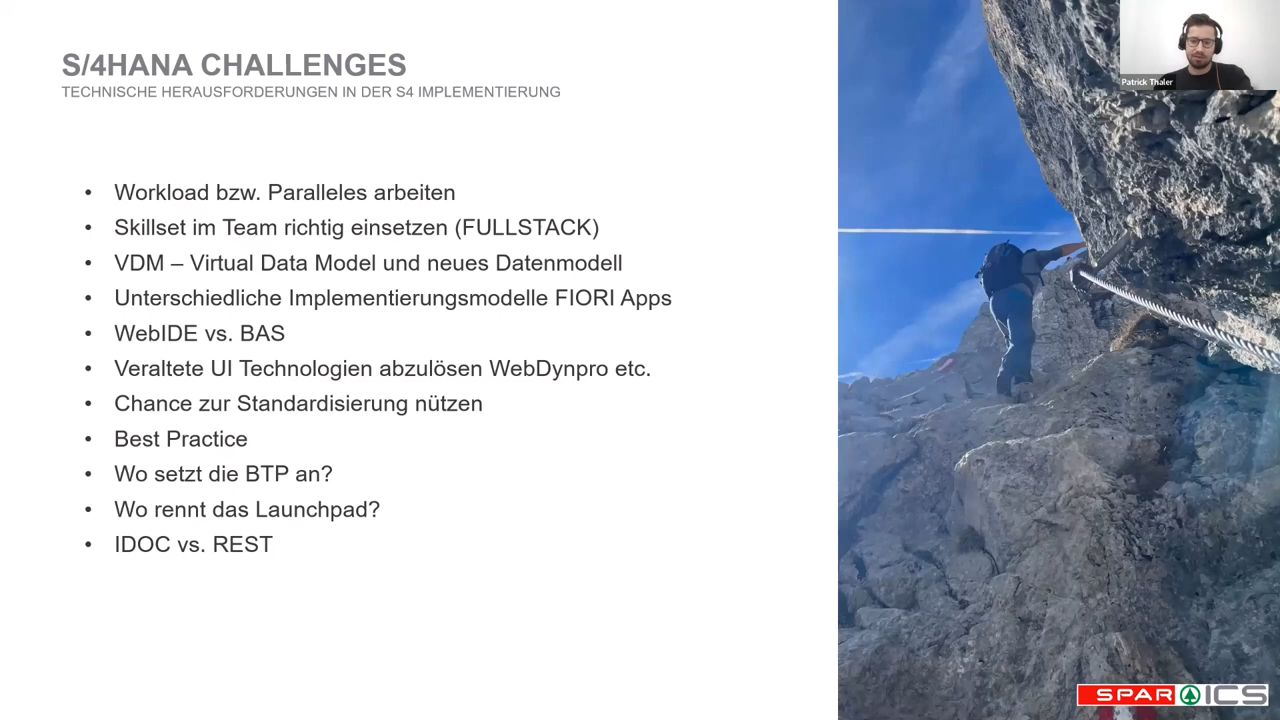 S/4HANA CHALLENGES
TECHNISCHE HERAUSFORDERUNGEN IN DER S4 IMPLEMENTIERUNG
Patrick Thaler
• Workload bzw. Paralleles arbeiten
• Skillset im Team richtig einsetzen (FULLSTACK)
• VDM – Virtual Data Model und neues Datenmodell
• Unterschiedliche Implementierungsmodelle FIORI Apps
• WebIDE vs. BAS
• Veraltete UI Technologien abzulösen WebDynpro etc.
• Chance zur Standardisierung nützen
• Best Practice
• Wo setzt die BTP an?
• Wo rennt das Launchpad?
• IDOC vs. REST
SPAR ICS